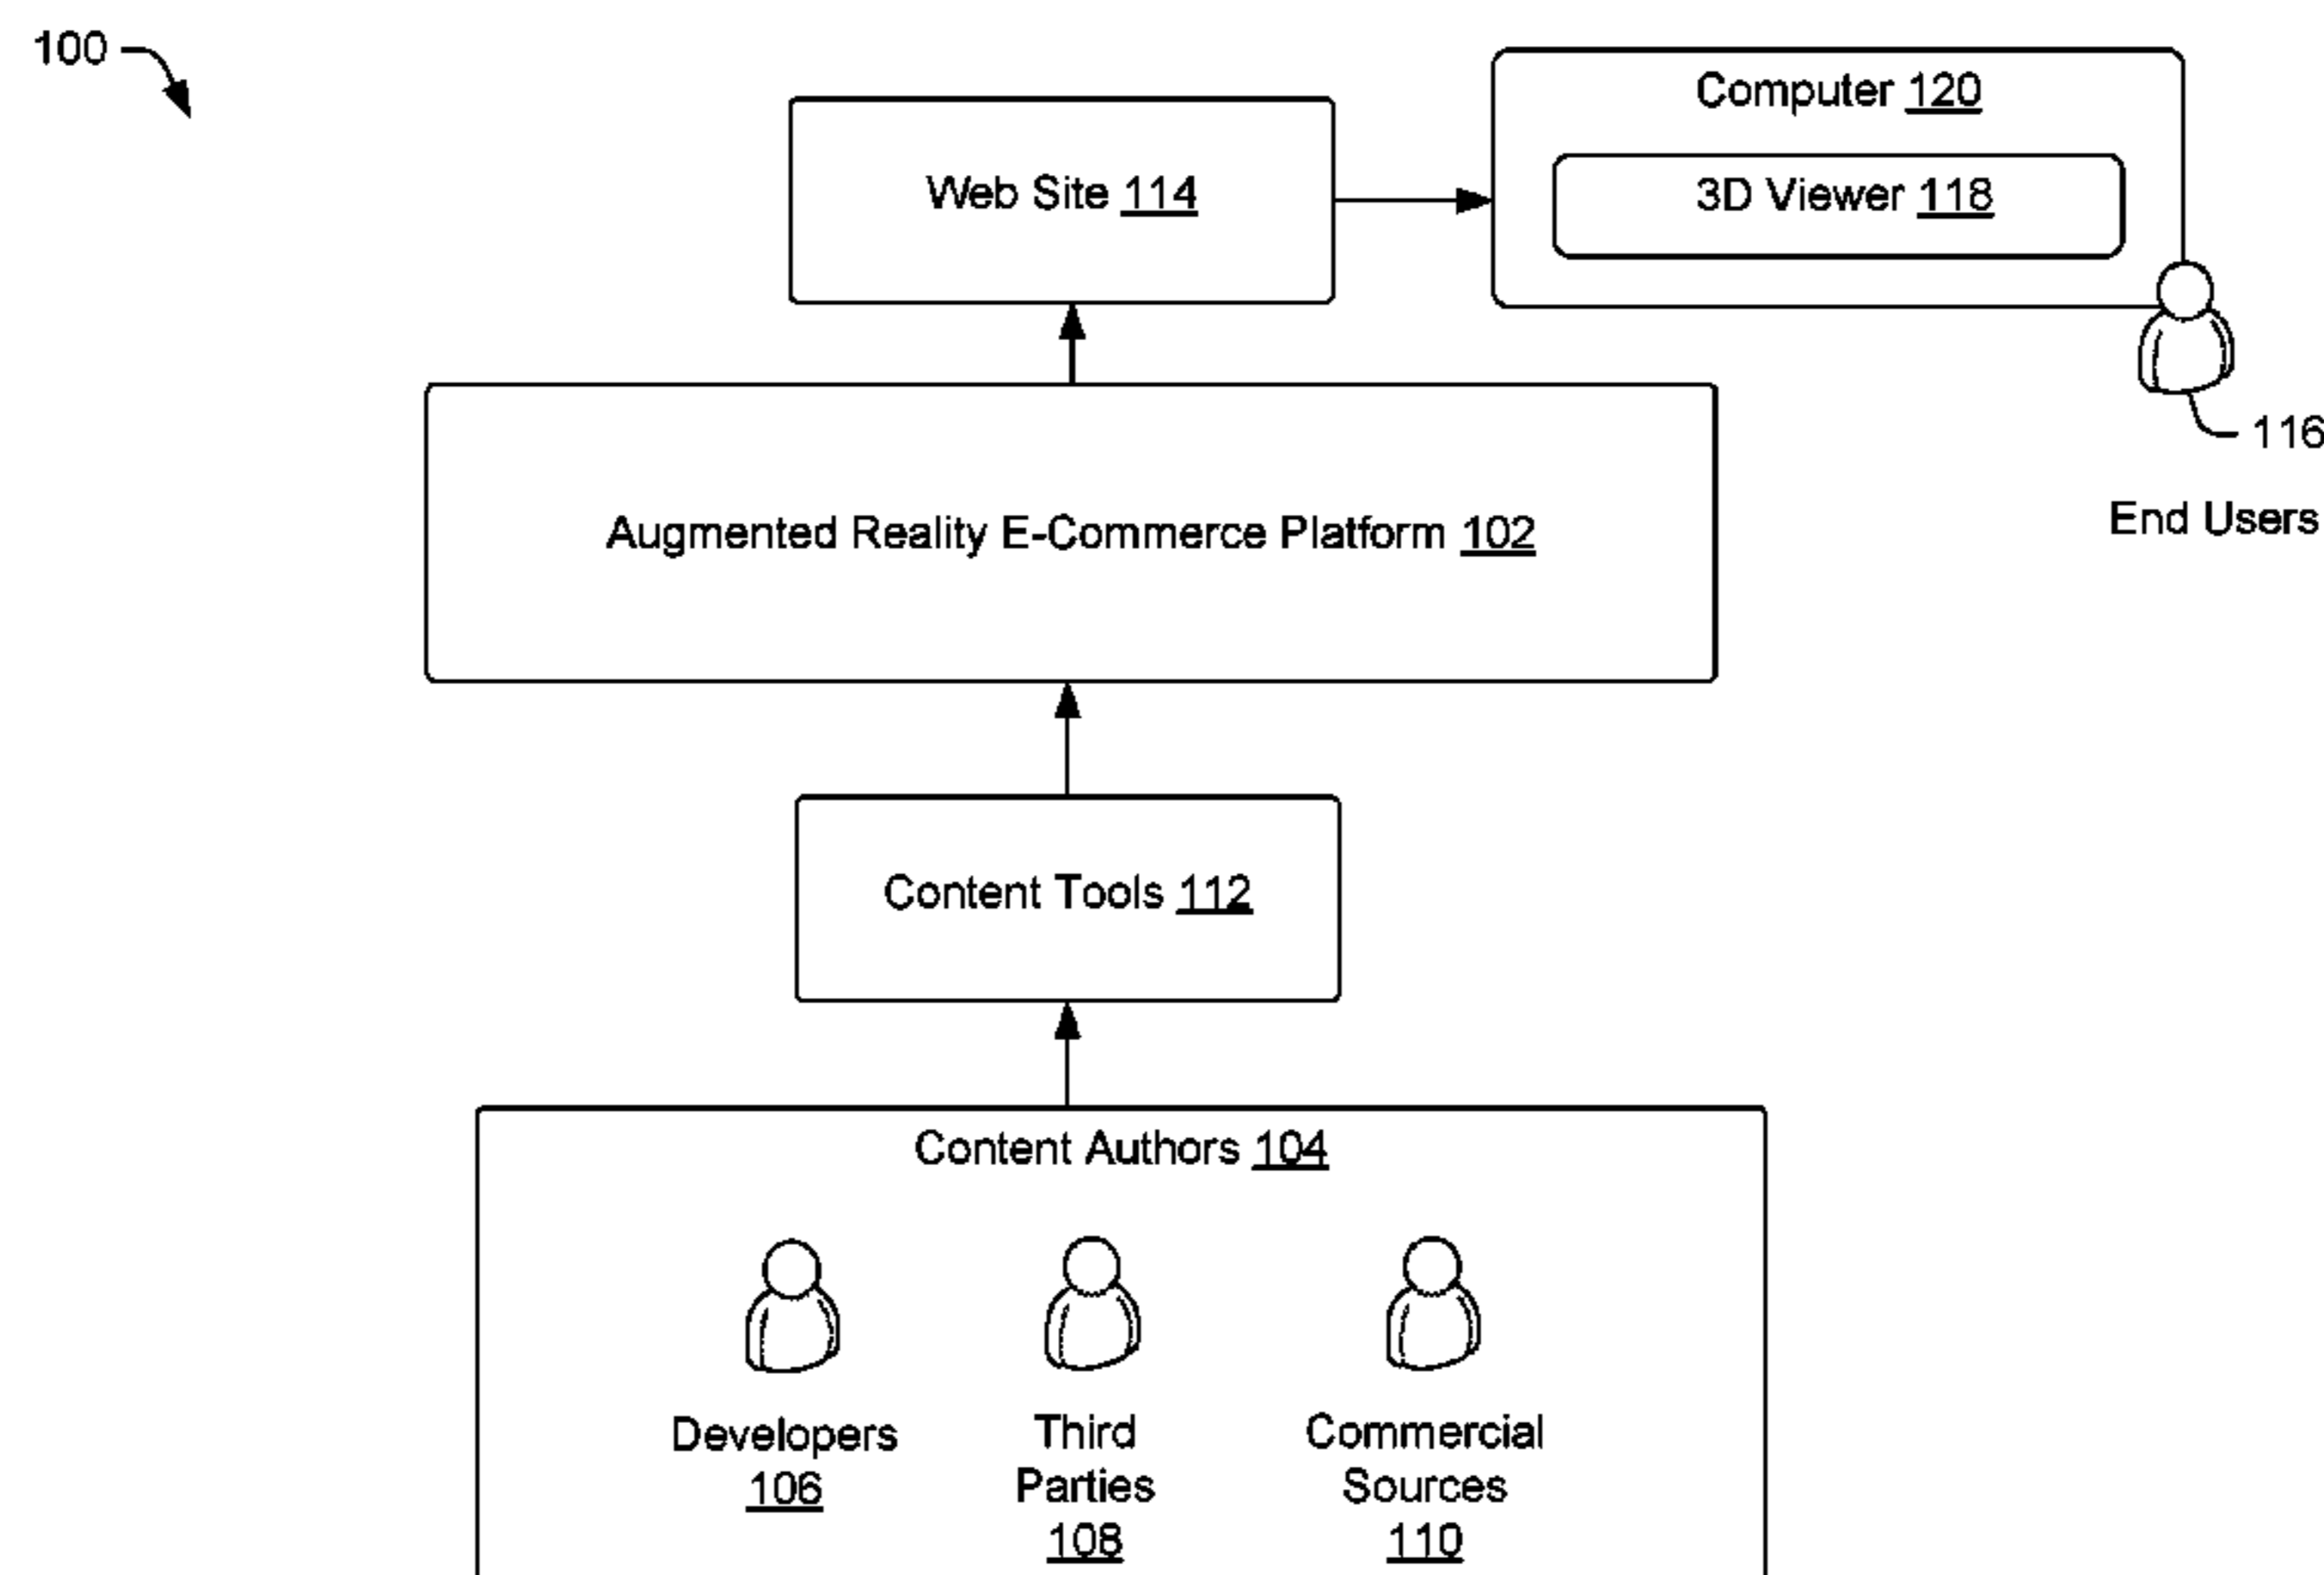 100
Computer 120
3D Viewer 118
Web Site 114
116
End Users
Augmented Reality E-Commerce Platform 102
Content Tools 112
Content Authors 104
Developers
106
Third
Parties
108
Commercial
Sources
110